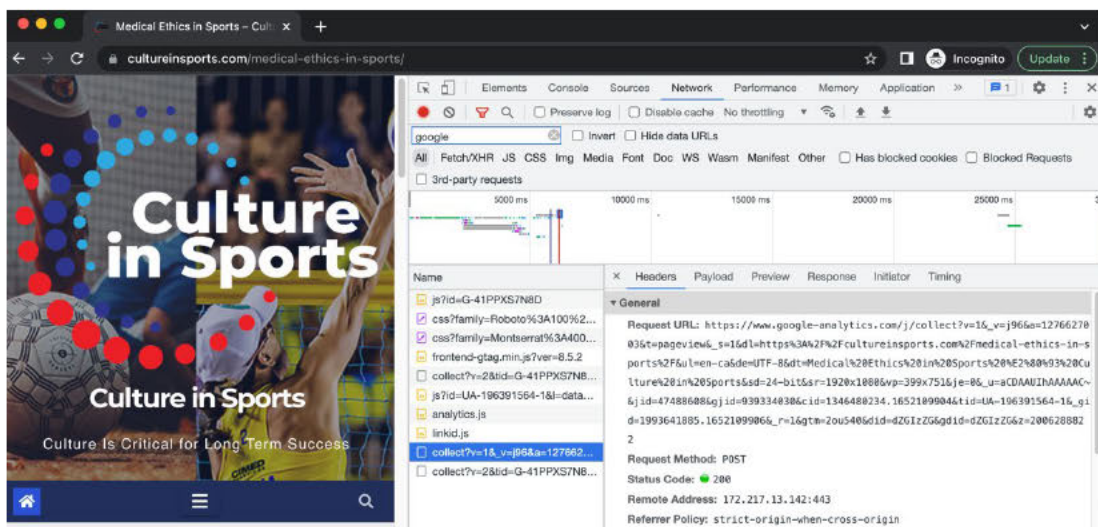 Medical Ethics in Sports – Cult x +
cultureinsports.com/medical-ethics-in-sports/
Incognito
Update
Culture
in Sports
Culture in Sports
Culture Is Critical for Long Term Success
Elements Console Sources Network Performance Memory Application » 1
Preserve log Disable cache No throttling
google Invert Hide data URLs
All Fetch/XHR JS CSS Img Media Font Doc WS Wasm Manifest Other Has blocked cookies Blocked Requests
3rd-party requests
5000 ms 10000 ms 15000 ms 20000 ms 25000 ms 3
Name
js?id=G-41PPXS7N8D
css?family=Roboto%3A100%2...
css?family=Montserrat%3A400...
frontend-gtag.min.js?ver=8.5.2
collect?v=2&tid=G-41PPXS7N8...
js?id=UA-196391564-1&l=data...
analytics.js
linkid.js
collect?v=1&_v=j96&a=127662...
collect?v=2&tid=G-41PPXS7N8...
× Headers Payload Preview Response Initiator Timing
▾ General
Request URL: https://www.google-analytics.com/j/collect?v=1&_v=j96&a=12766270
03&t=pageview&_s=1&dl=https%3A%2F%2Fcultureinsports.com%2Fmedical-ethics-in-s
ports%2F&ul=en-ca&de=UTF-8&dt=Medical%20Ethics%20in%20Sports%20%E2%80%93%20Cu
lture%20in%20Sports&sd=24-bit&sr=1920x1080&vp=399x751&je=0&_u=aCDAAUIhAAAAAC~
&jid=47488608&gjid=939334030&cid=1346480234.1652109904&tid=UA-196391564-1&_gi
d=1993641885.1652109906&_r=1&gtm=2ou540&did=dZGIzZG&gdid=dZGIzZG&z=200628882
2
Request Method: POST
Status Code: 200
Remote Address: 172.217.13.142:443
Referrer Policy: strict-origin-when-cross-origin